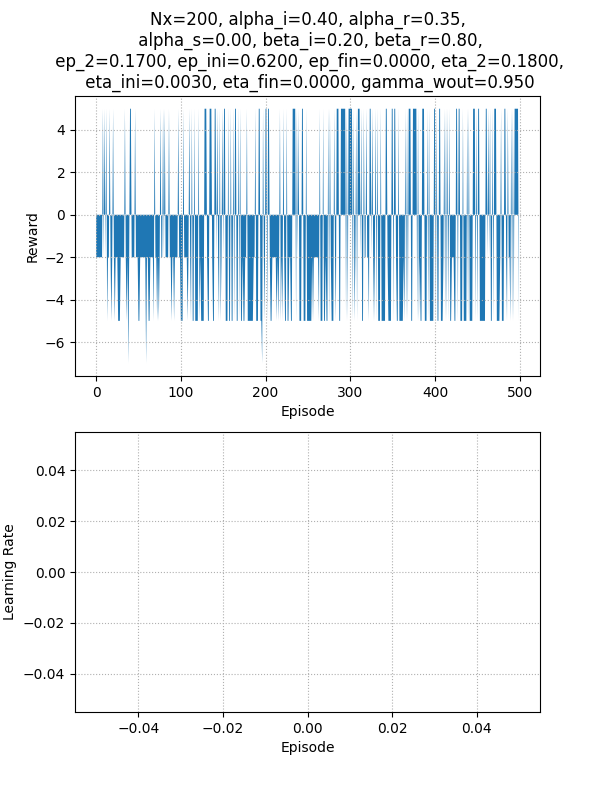 Nx=200, alpha_i=0.40, alpha_r=0.35,
alpha_s=0.00, beta_i=0.20, beta_r=0.80,
ep_2=0.1700, ep_ini=0.6200, ep_fin=0.0000, eta_2=0.1800,
eta_ini=0.0030, eta_fin=0.0000, gamma_wout=0.950
4
2
0
−2
−4
−6
Reward
0 100 200 300 400 500
Episode
0.04
0.02
0.00
−0.02
−0.04
Learning Rate
−0.04 −0.02 0.00 0.02 0.04
Episode